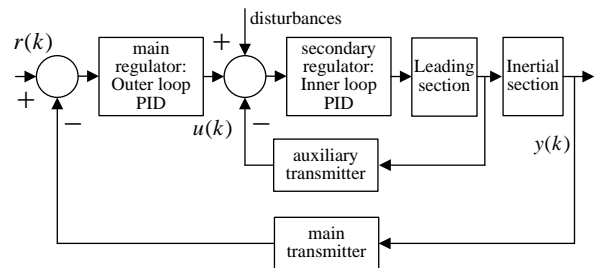 disturbances
r(k)
+
−
main
regulator:
Outer loop
PID
u(k)
+
−
secondary
regulator:
Inner loop
PID
Leading
section
Inertial
section
y(k)
auxiliary
transmitter
main
transmitter